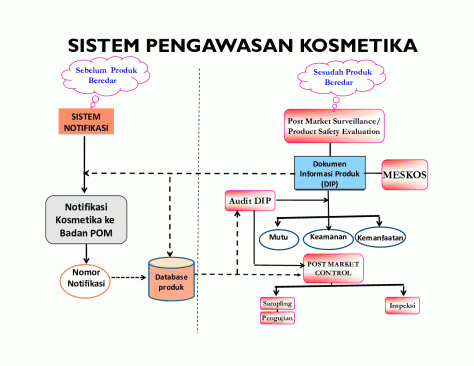 SISTEM PENGAWASAN KOSMETIKA
Sebelum Produk
Beredar
Sesudah Produk
Beredar
SISTEM
NOTIFIKASI
Post Market Surveillance/
Product Safety Evaluation
Dokumen
Informasi Produk
(DIP)
MESKOS
Notifikasi
Kosmetika ke
Badan POM
Audit DIP
Mutu
Keamanan
Kemanfaatan
Nomor
Notifikasi
Database
produk
POST MARKET
CONTROL
Sampling
Pengujian
Inspeksi